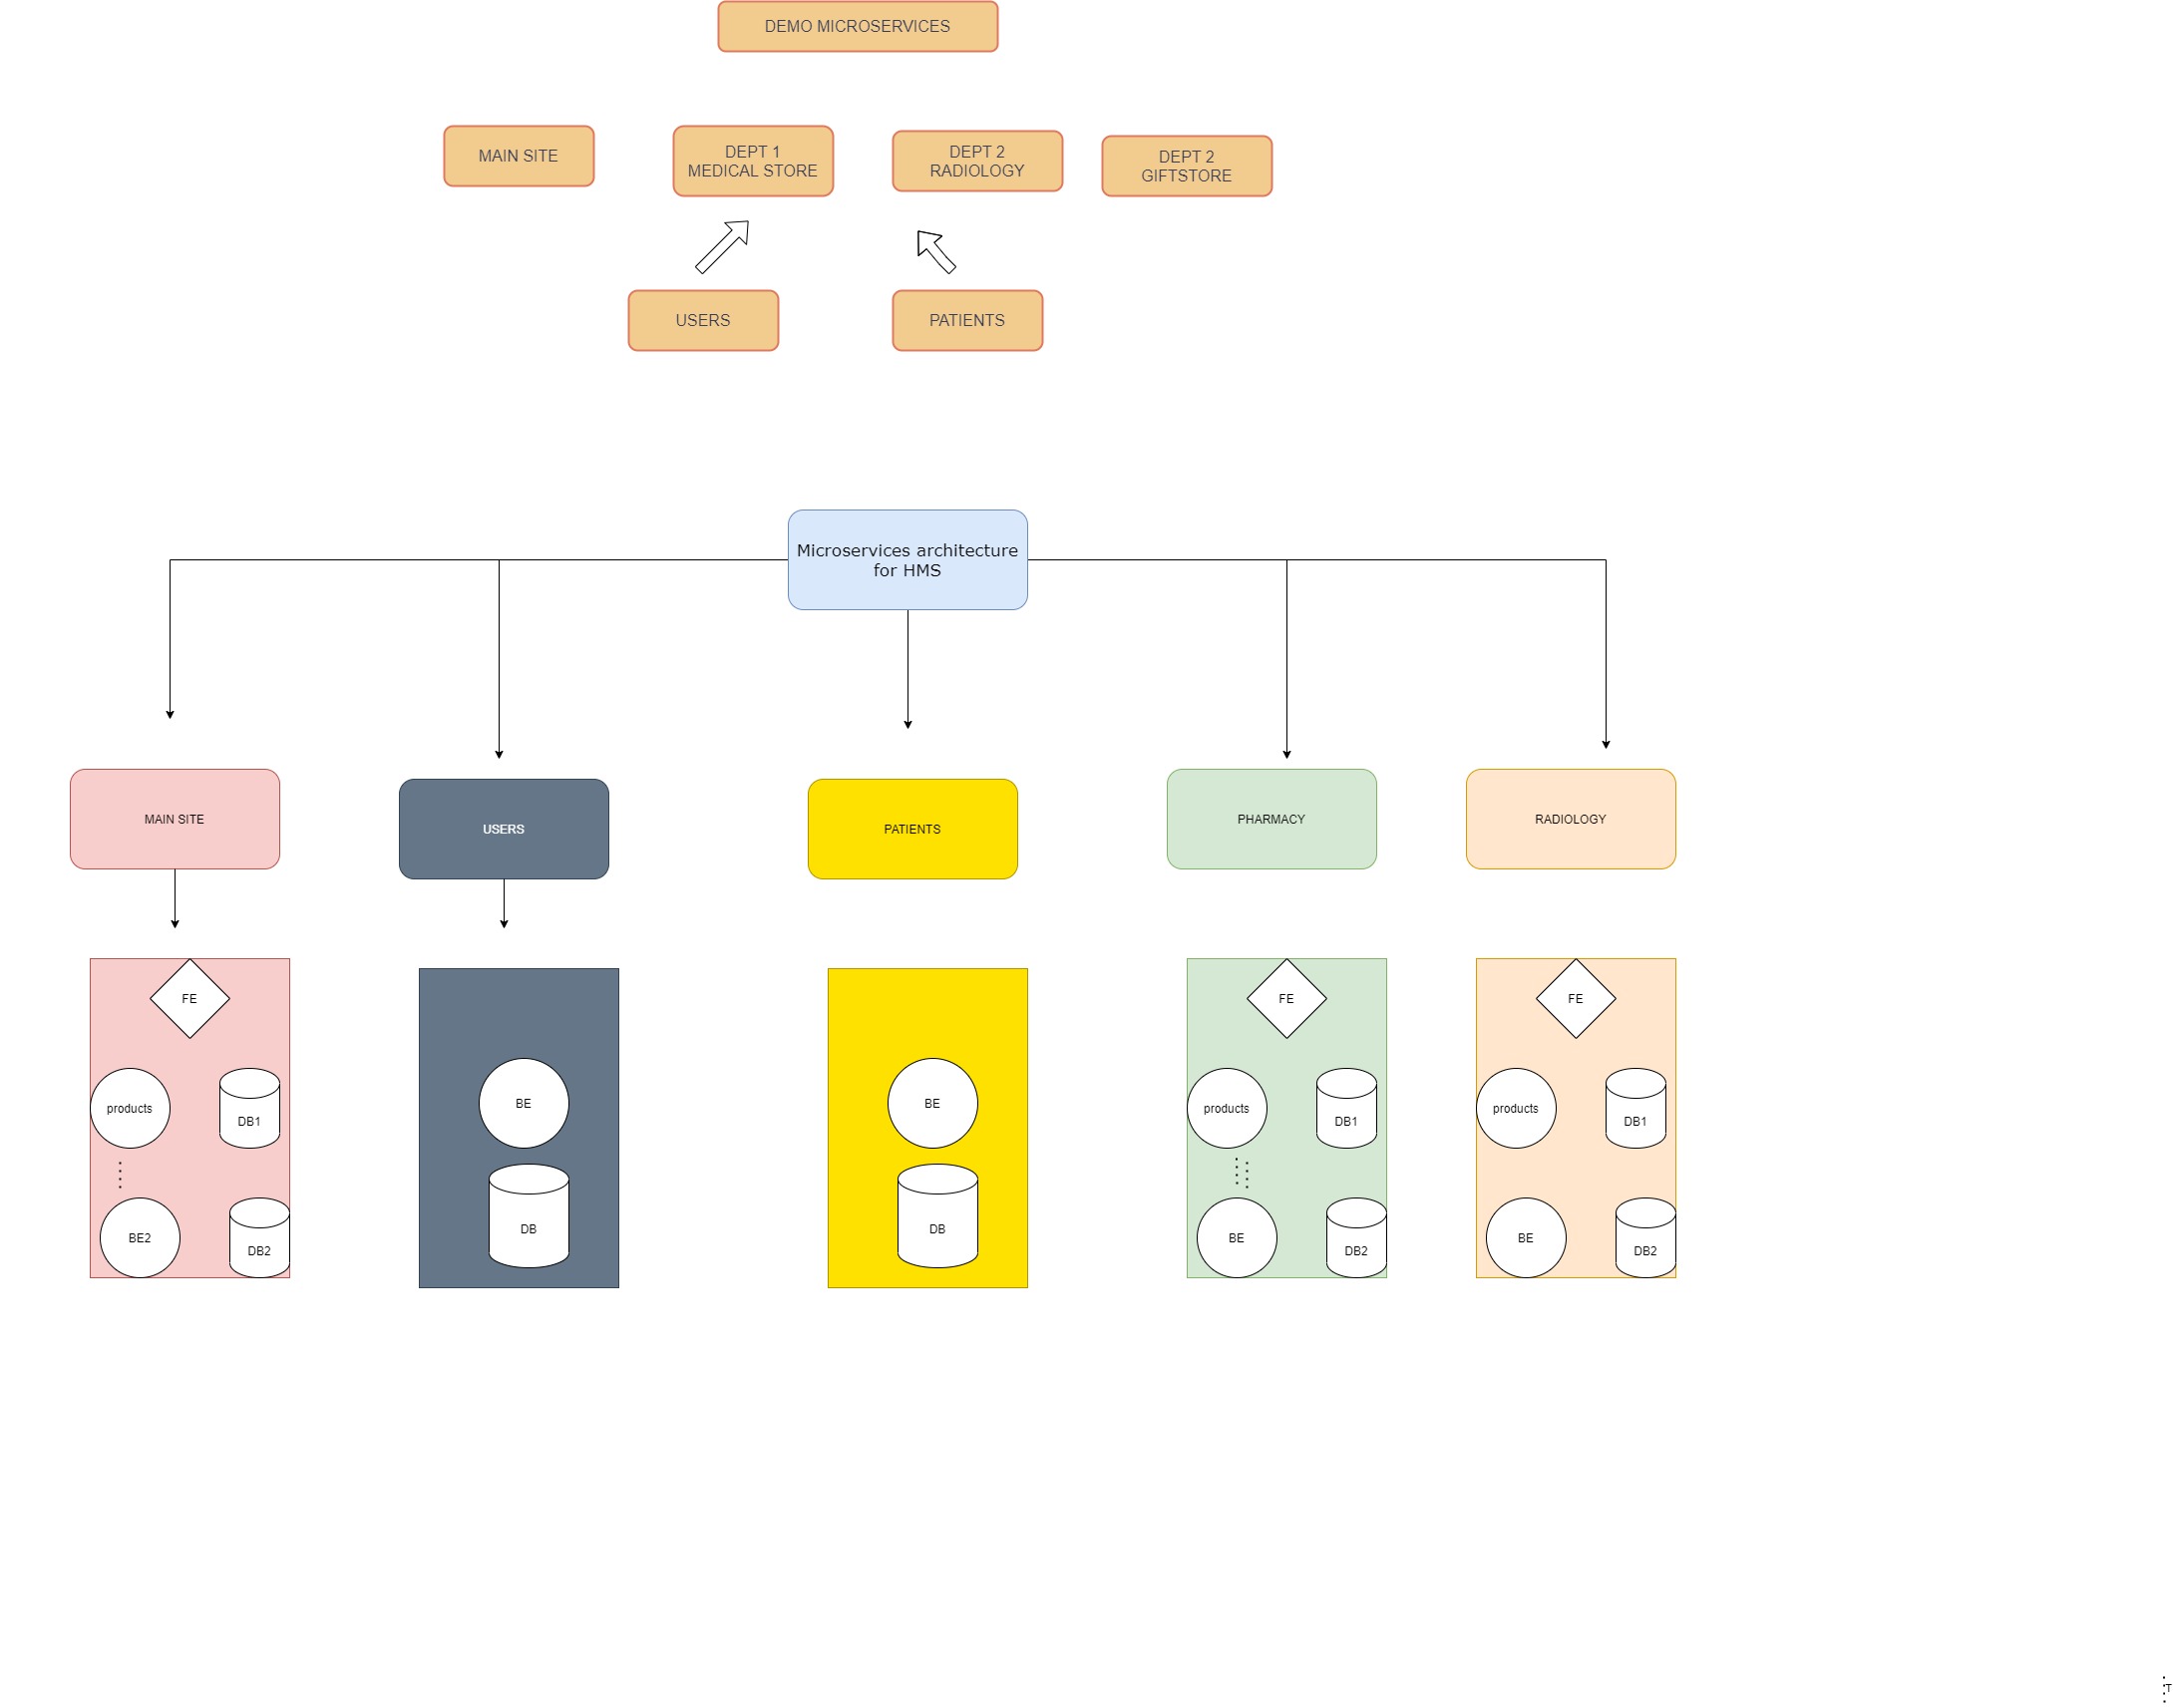 DEMO MICROSERVICES
MAIN SITE
DEPT 1
MEDICAL STORE
DEPT 2
RADIOLOGY
DEPT 2
GIFTSTORE
USERS
PATIENTS
Microservices architecture
for HMS
MAIN SITE
USERS
PATIENTS
PHARMACY
RADIOLOGY
FE
products
DB1
BE2
DB2
BE
DB
BE
DB
FE
products
DB1
BE
DB2
FE
products
DB1
BE
DB2
T